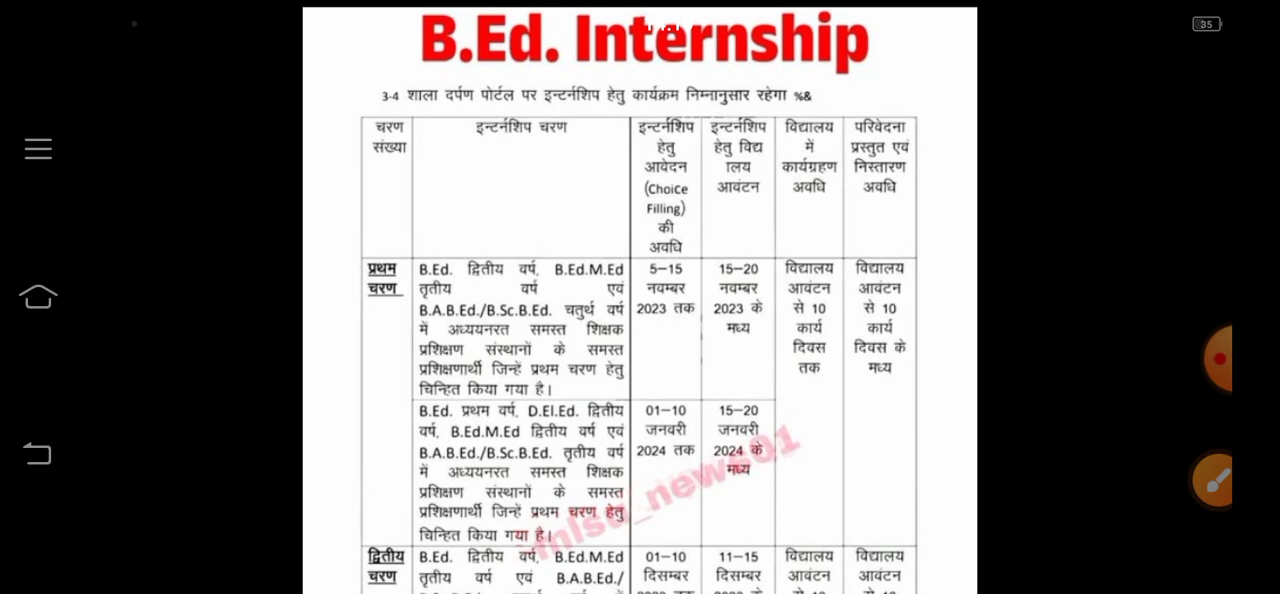 35
B.Ed. Internship
3-4 शाला दर्पण पोर्टल पर इन्टर्नशिप हेतु कार्यक्रम निम्नानुसार रहेगा %&
चरण
संख्या
इन्टर्नशिप चरण
इन्टर्नशिप
हेतु
आवेदन
(Choice
Filling)
की
अवधि
इन्टर्नशिप
हेतु विद्य
ालय
आवंटन
विद्यालय
में
कार्यग्रहण
अवधि
परिवेदना
प्रस्तुत एवं
निस्तारण
अवधि
प्रथम
चरण
B.Ed. द्वितीय वर्ष, B.Ed.M.Ed
तृतीय वर्ष एवं
B.A.B.Ed./B.Sc.B.Ed. चतुर्थ वर्ष
में अध्ययनरत समस्त शिक्षक
प्रशिक्षण संस्थानों के समस्त
प्रशिक्षणार्थी जिन्हें प्रथम चरण हेतु
चिन्हित किया गया है।
5–15
नवम्बर
2023 तक
15–20
नवम्बर
2023 के
मध्य
विद्यालय
आवंटन
से 10
कार्य
दिवस
तक
विद्यालय
आवंटन
से 10
कार्य
दिवस के
मध्य
B.Ed. प्रथम वर्ष, D.El.Ed. द्वितीय
वर्ष, B.Ed.M.Ed द्वितीय वर्ष एवं
B.A.B.Ed./B.Sc.B.Ed. तृतीय वर्ष
में अध्ययनरत समस्त शिक्षक
प्रशिक्षण संस्थानों के समस्त
प्रशिक्षणार्थी जिन्हें प्रथम चरण हेतु
चिन्हित किया गया है।
01–10
जनवरी
2024 तक
15–20
जनवरी
2024 के
मध्य
द्वितीय
चरण
B.Ed. द्वितीय वर्ष, B.Ed.M.Ed
तृतीय वर्ष एवं B.A.B.Ed./
01–10
दिसम्बर
11–15
दिसम्बर
विद्यालय
आवंटन
विद्यालय
आवंटन